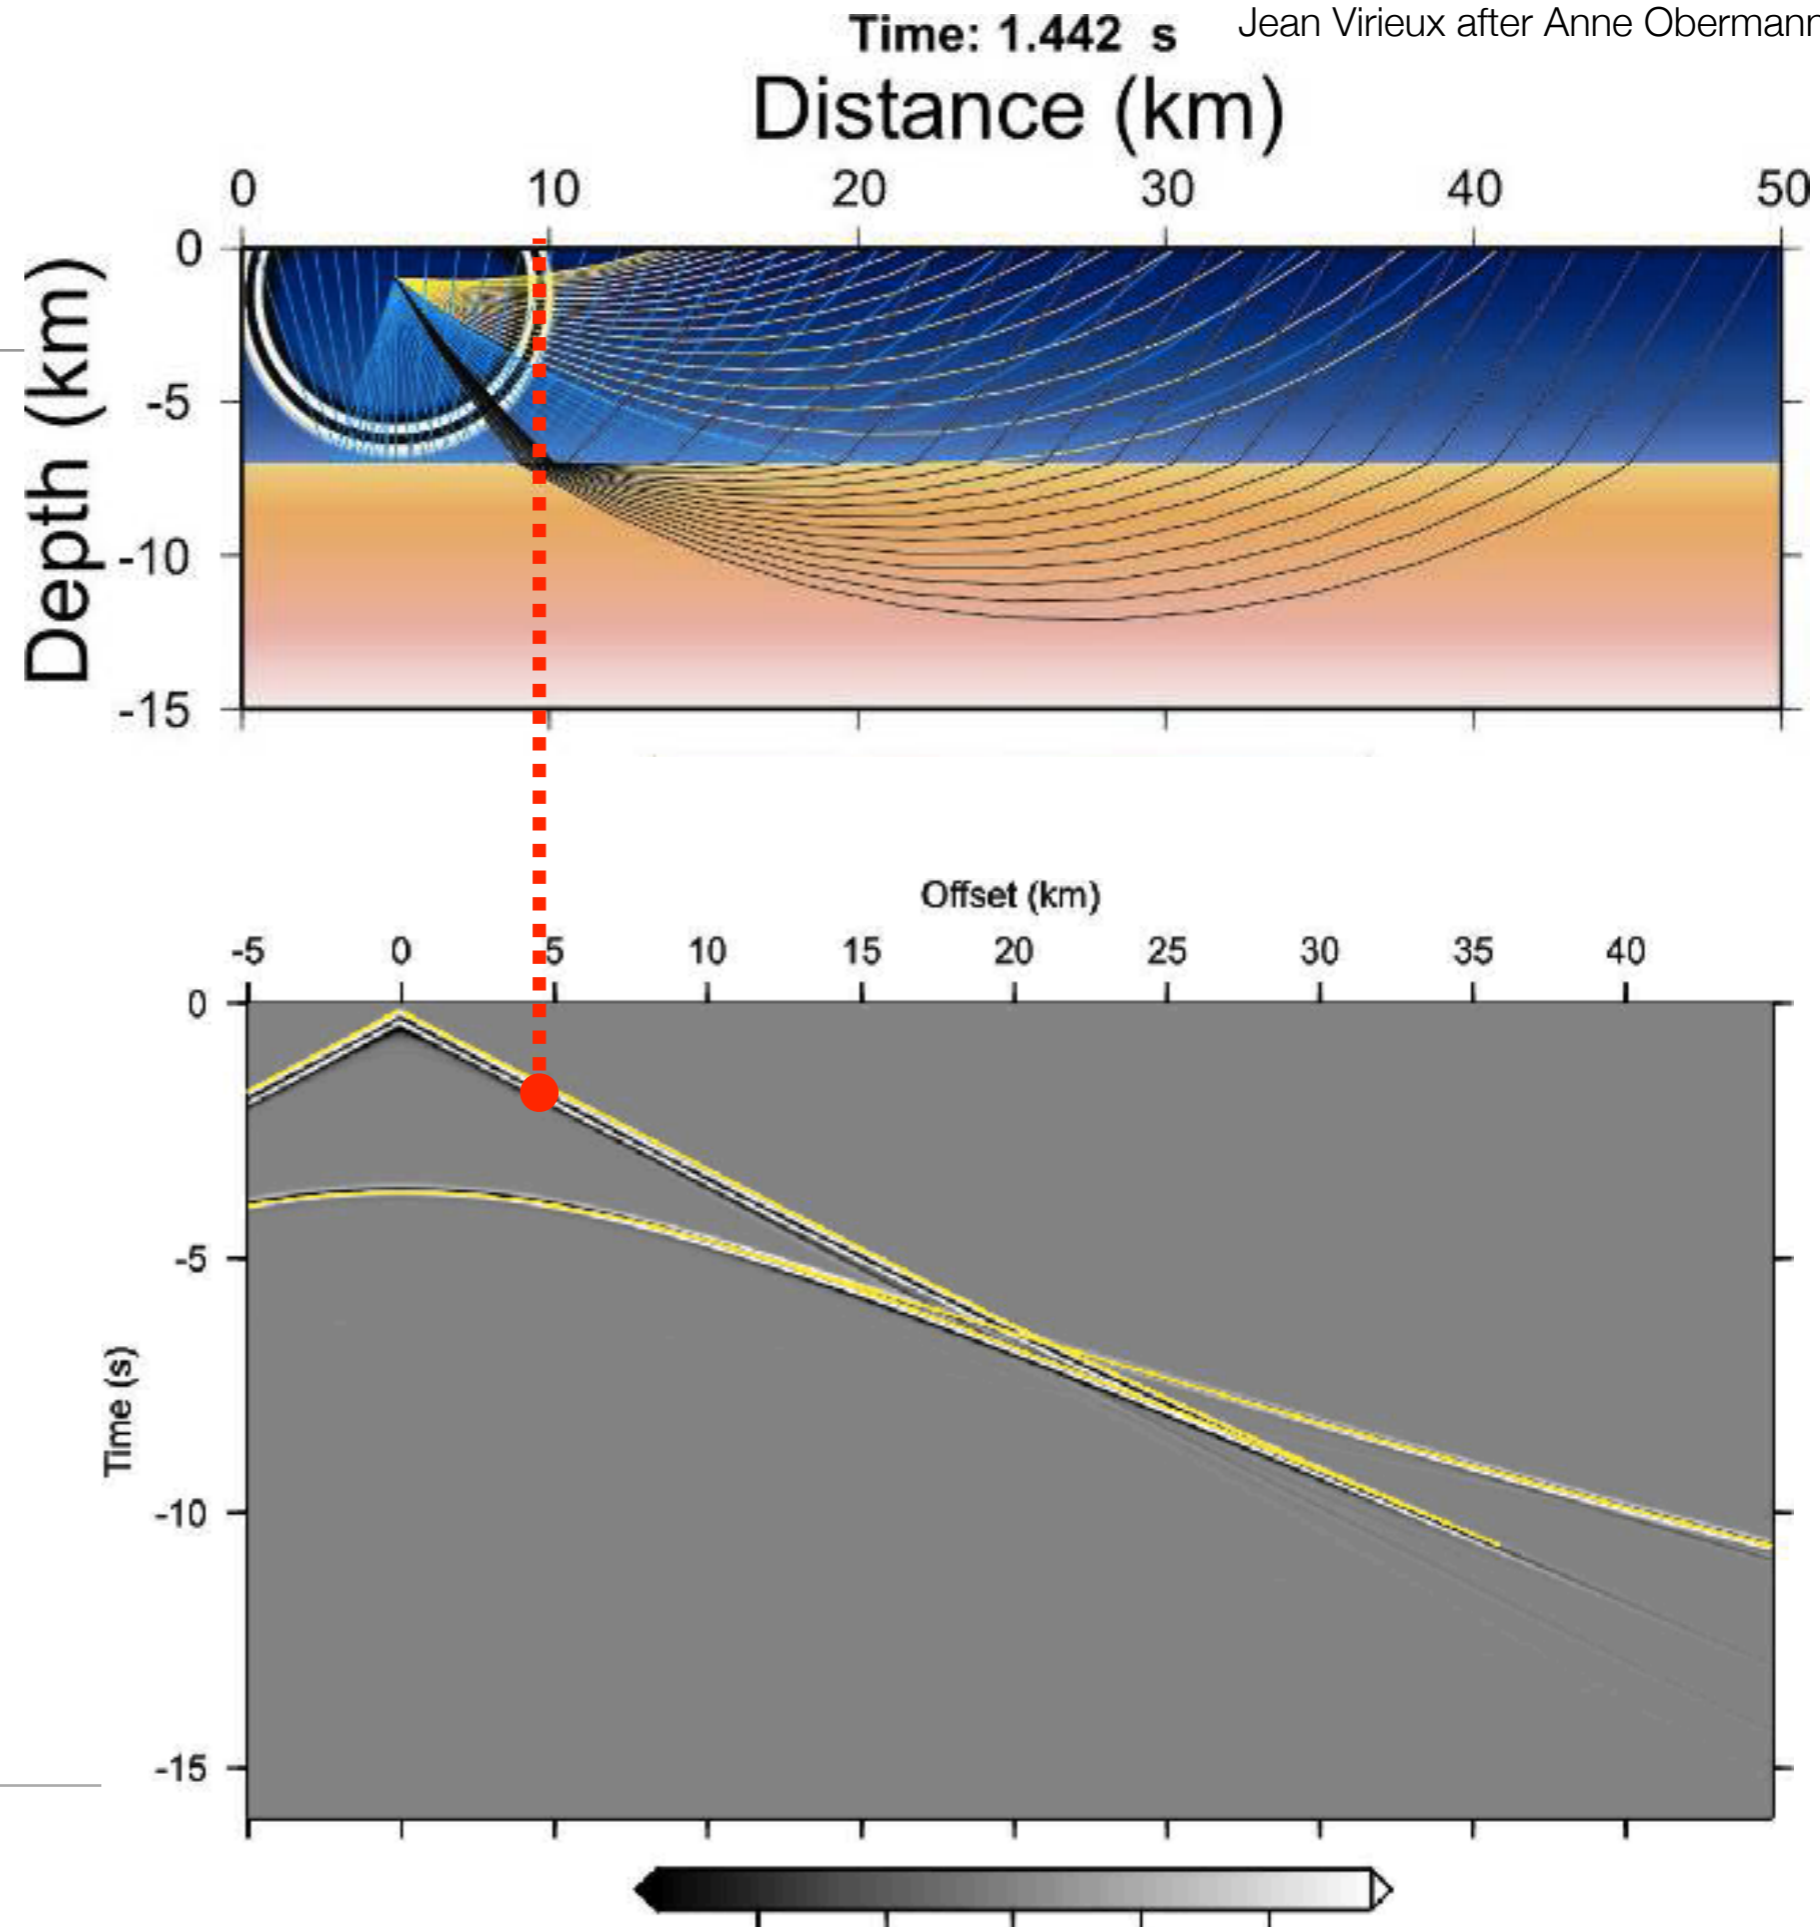 Jean Virieux after Anne Obermann
Time: 1.442 s
Distance (km)
0 10 20 30 40 50
Depth (km)
0
-5
-10
-15
Offset (km)
-5 0 5 10 15 20 25 30 35 40
Time (s)
0
-5
-10
-15